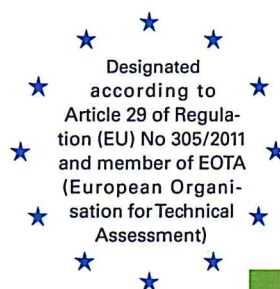 Designated
according to
Article 29 of Regula-
tion (EU) No 305/2011
and member of EOTA
(European Organi-
sation for Technical
Assessment)